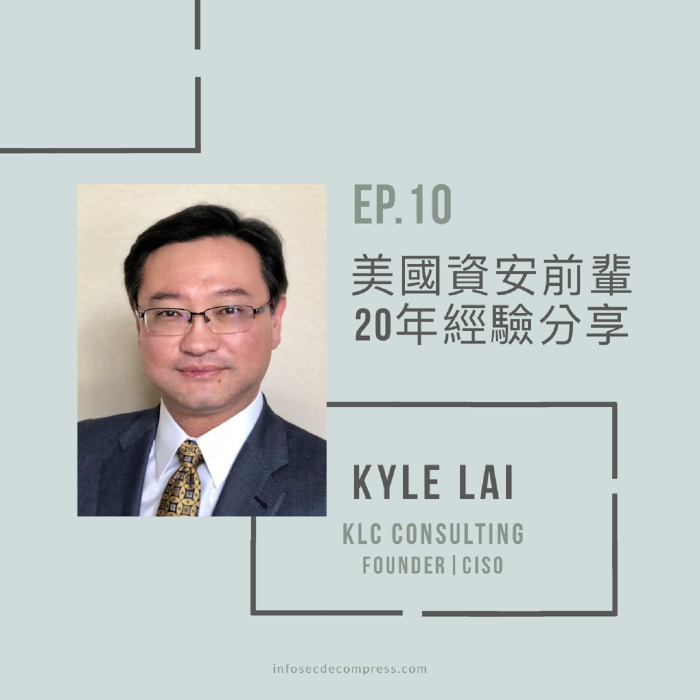 EP.10
美國資安前輩
20年經驗分享
KYLE LAI
KLC CONSULTING
FOUNDER|CISO
infosecdecompress.com